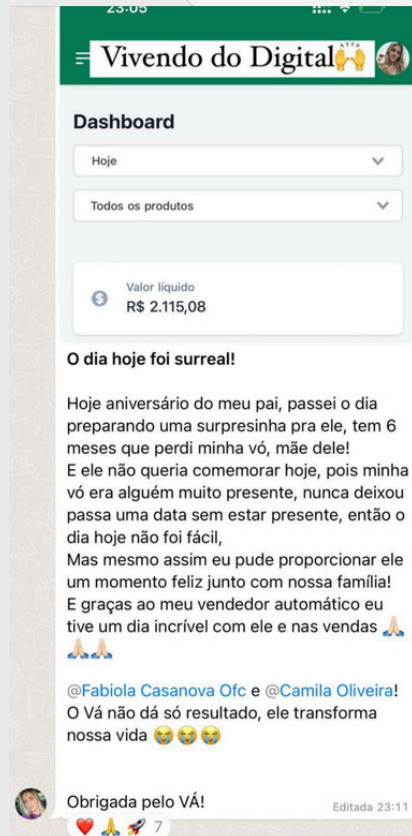 23:05
Vivendo do Digital🙌
Dashboard
Hoje
Todos os produtos
Valor líquido
R$ 2.115,08
O dia hoje foi surreal!
Hoje aniversário do meu pai, passei o dia
preparando uma surpresinha pra ele, tem 6
meses que perdi minha vó, mãe dele!
E ele não queria comemorar hoje, pois minha
vó era alguém muito presente, nunca deixou
passa uma data sem estar presente, então o
dia hoje não foi fácil,
Mas mesmo assim eu pude proporcionar ele
um momento feliz junto com nossa família!
E graças ao meu vendedor automático eu
tive um dia incrível com ele e nas vendas 🙏🏻
🙏🏻🙏🏻
@Fabiola Casanova Ofc e @Camila Oliveira!
O Vá não dá só resultado, ele transforma
nossa vida 😭😭😭
Obrigada pelo VÁ!
Editada 23:11
❤️🙏🚀 7